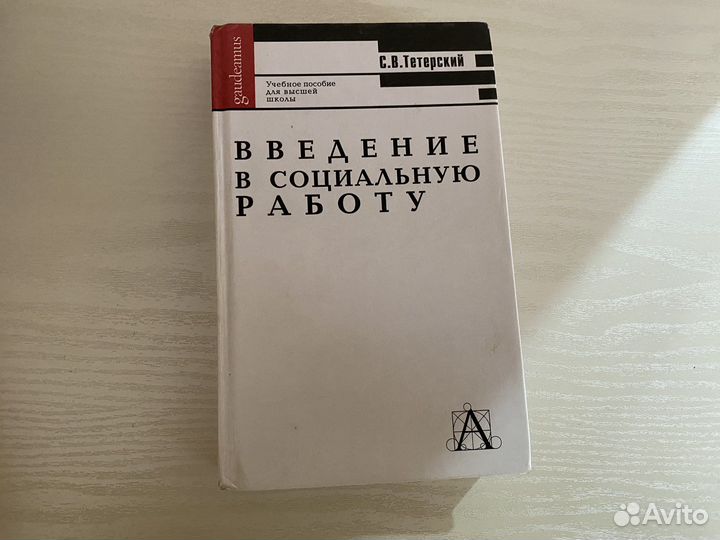 gaudeamus
С.В.Тетерский
Учебное пособие
для высшей
школы
ВВЕДЕНИЕ
В СОЦИАЛЬНУЮ
РАБОТУ
А
Avito